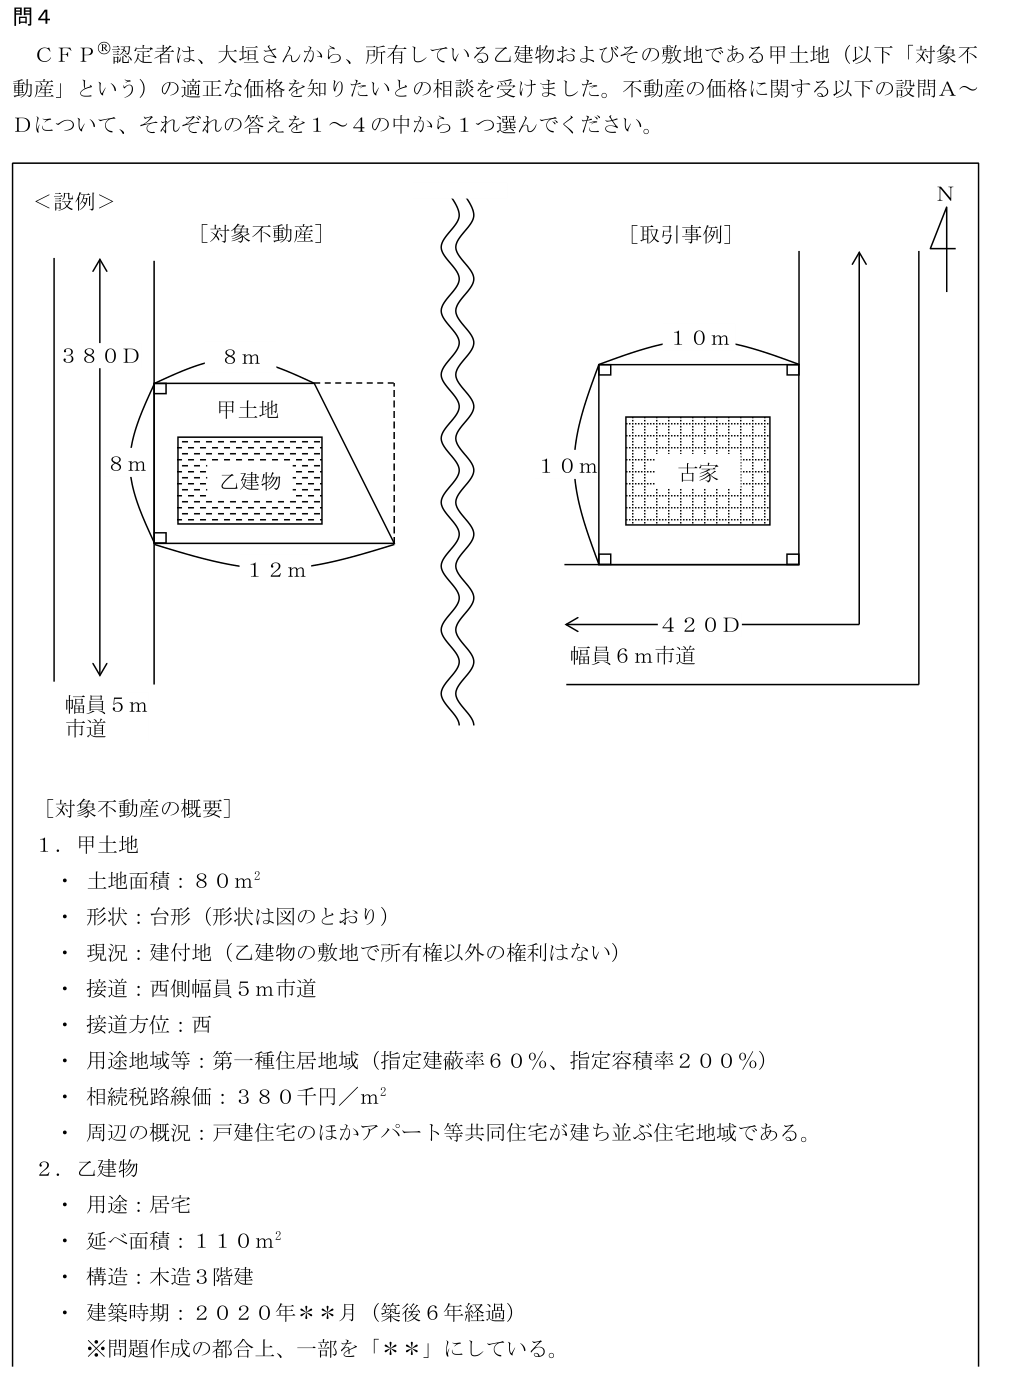 問４
ＣＦＰ®認定者は、大垣さんから、所有している乙建物およびその敷地である甲土地（以下「対象不
動産」という）の適正な価格を知りたいとの相談を受けました。不動産の価格に関する以下の設問Ａ～
Ｄについて、それぞれの答えを１～４の中から１つ選んでください。
＜設例＞
［対象不動産］
３８０Ｄ
８ｍ
甲土地
８ｍ
乙建物
１２ｍ
幅員５ｍ
市道
［取引事例］
N
１０ｍ
１０ｍ
古家
４２０Ｄ
幅員６ｍ市道
［対象不動産の概要］
１．甲土地
・ 土地面積：８０ｍ²
・ 形状：台形（形状は図のとおり）
・ 現況：建付地（乙建物の敷地で所有権以外の権利はない）
・ 接道：西側幅員５ｍ市道
・ 接道方位：西
・ 用途地域等：第一種住居地域（指定建蔽率６０％、指定容積率２００％）
・ 相続税路線価：３８０千円／ｍ²
・ 周辺の概況：戸建住宅のほかアパート等共同住宅が建ち並ぶ住宅地域である。
２．乙建物
・ 用途：居宅
・ 延べ面積：１１０ｍ²
・ 構造：木造３階建
・ 建築時期：２０２０年＊＊月（築後６年経過）
※問題作成の都合上、一部を「＊＊」にしている。